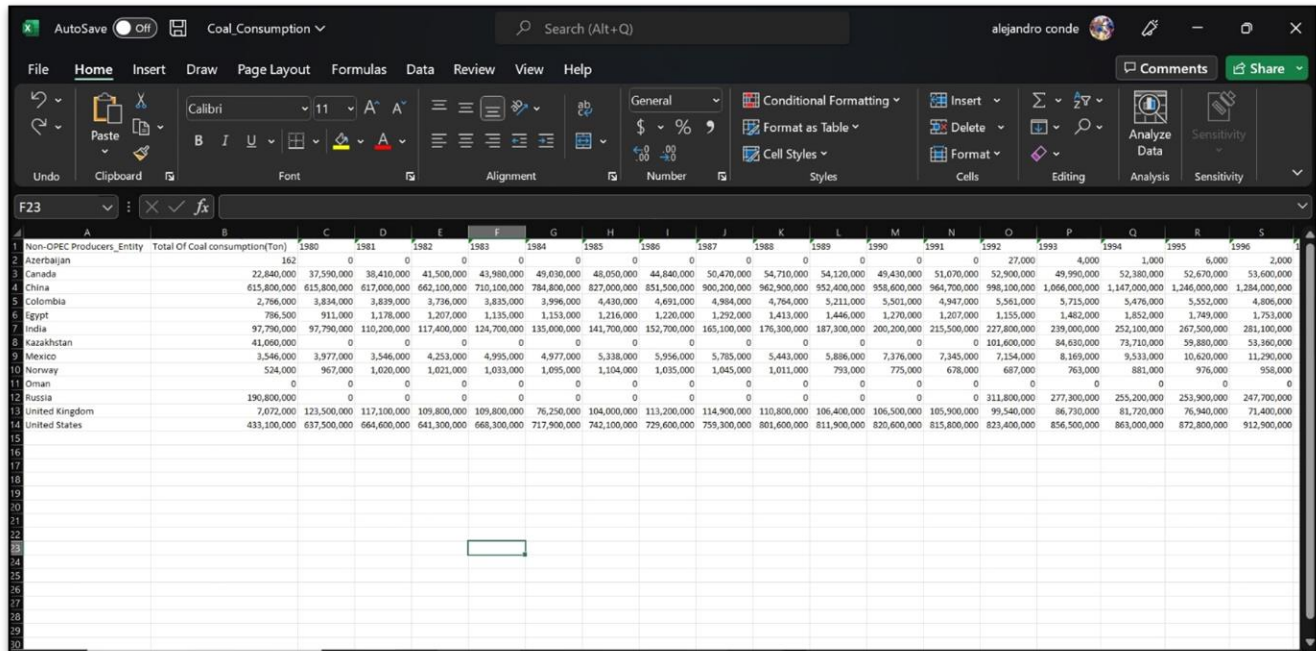 AutoSave Off Coal_Consumption Search (Alt+Q) alejandro conde
File Home Insert Draw Page Layout Formulas Data Review View Help Comments Share
Calibri 11 General Conditional Formatting Insert
Paste B I U A $ % 9 Format as Table Delete Analyze Data Sensitivity
Cell Styles Format
Undo Clipboard Font Alignment Number Styles Cells Editing Analysis Sensitivity
F23 fx
A B C D E F G H I J K L M N O P Q R S
1 Non-OPEC Producers_Entity Total Of Coal consumption(Ton) 1980 1981 1982 1983 1984 1985 1986 1987 1988 1989 1990 1991 1992 1993 1994 1995 1996 1
2 Azerbaijan 162 0 0 0 0 0 0 0 0 0 0 0 0 27,000 4,000 1,000 6,000 2,000
3 Canada 22,840,000 37,590,000 38,410,000 41,500,000 43,980,000 49,030,000 48,050,000 44,840,000 50,470,000 54,710,000 54,120,000 49,430,000 51,070,000 52,900,000 49,990,000 52,380,000 52,670,000 53,600,000
4 China 615,800,000 615,800,000 617,000,000 662,100,000 710,100,000 784,800,000 827,000,000 851,500,000 900,200,000 962,900,000 952,400,000 958,600,000 964,700,000 998,100,000 1,066,000,000 1,147,000,000 1,246,000,000 1,284,000,000
5 Colombia 2,766,000 3,834,000 3,839,000 3,736,000 3,835,000 3,996,000 4,430,000 4,691,000 4,984,000 4,764,000 5,211,000 5,501,000 4,947,000 5,561,000 5,715,000 5,476,000 5,552,000 4,806,000
6 Egypt 786,500 911,000 1,178,000 1,207,000 1,135,000 1,153,000 1,216,000 1,220,000 1,292,000 1,413,000 1,446,000 1,270,000 1,207,000 1,155,000 1,482,000 1,852,000 1,749,000 1,753,000
7 India 97,790,000 97,790,000 110,200,000 117,400,000 124,700,000 135,000,000 141,700,000 152,700,000 165,100,000 176,300,000 187,300,000 200,200,000 215,500,000 227,800,000 239,000,000 252,100,000 267,500,000 281,100,000
8 Kazakhstan 41,060,000 0 0 0 0 0 0 0 0 0 0 0 0 101,600,000 84,630,000 73,710,000 59,880,000 53,360,000
9 Mexico 3,546,000 3,977,000 3,546,000 4,253,000 4,995,000 4,977,000 5,338,000 5,956,000 5,785,000 5,443,000 5,886,000 7,376,000 7,345,000 7,154,000 8,169,000 9,533,000 10,620,000 11,290,000
10 Norway 524,000 967,000 1,020,000 1,021,000 1,033,000 1,095,000 1,104,000 1,035,000 1,045,000 1,011,000 793,000 775,000 678,000 687,000 763,000 881,000 976,000 958,000
11 Oman 0 0 0 0 0 0 0 0 0 0 0 0 0 0 0 0 0 0
12 Russia 190,800,000 0 0 0 0 0 0 0 0 0 0 0 0 311,800,000 277,300,000 255,200,000 253,900,000 247,700,000
13 United Kingdom 7,072,000 123,500,000 117,100,000 109,800,000 109,800,000 76,250,000 104,000,000 113,200,000 114,900,000 110,800,000 106,400,000 106,500,000 105,900,000 99,540,000 86,730,000 81,720,000 76,940,000 71,400,000
14 United States 433,100,000 637,500,000 664,600,000 641,300,000 668,300,000 717,900,000 742,100,000 729,600,000 759,300,000 801,600,000 811,900,000 820,600,000 815,800,000 823,400,000 856,500,000 863,000,000 872,800,000 912,900,000
15
16
17
18
19
20
21
22
23
24
25
26
27
28
29
30